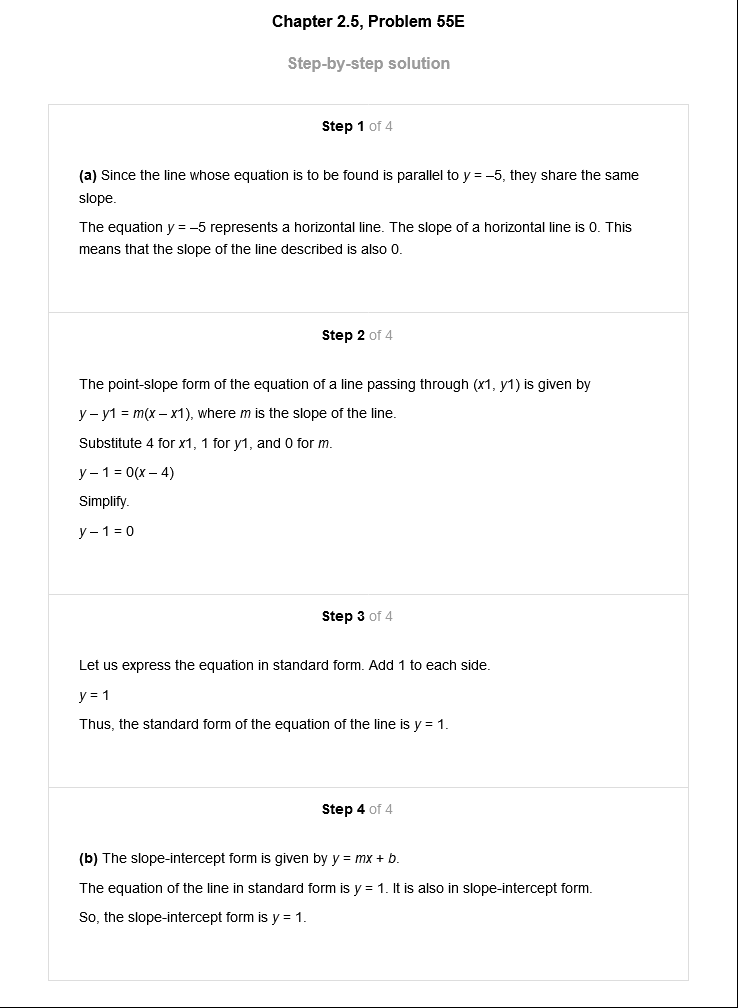 Chapter 2.5, Problem 55E
Step-by-step solution
Step 1 of 4
(a) Since the line whose equation is to be found is parallel to y = –5, they share the same
slope.
The equation y = –5 represents a horizontal line. The slope of a horizontal line is 0. This
means that the slope of the line described is also 0.
Step 2 of 4
The point-slope form of the equation of a line passing through (x1, y1) is given by
y – y1 = m(x – x1), where m is the slope of the line.
Substitute 4 for x1, 1 for y1, and 0 for m.
y – 1 = 0(x – 4)
Simplify.
y – 1 = 0
Step 3 of 4
Let us express the equation in standard form. Add 1 to each side.
y = 1
Thus, the standard form of the equation of the line is y = 1.
Step 4 of 4
(b) The slope-intercept form is given by y = mx + b.
The equation of the line in standard form is y = 1. It is also in slope-intercept form.
So, the slope-intercept form is y = 1.